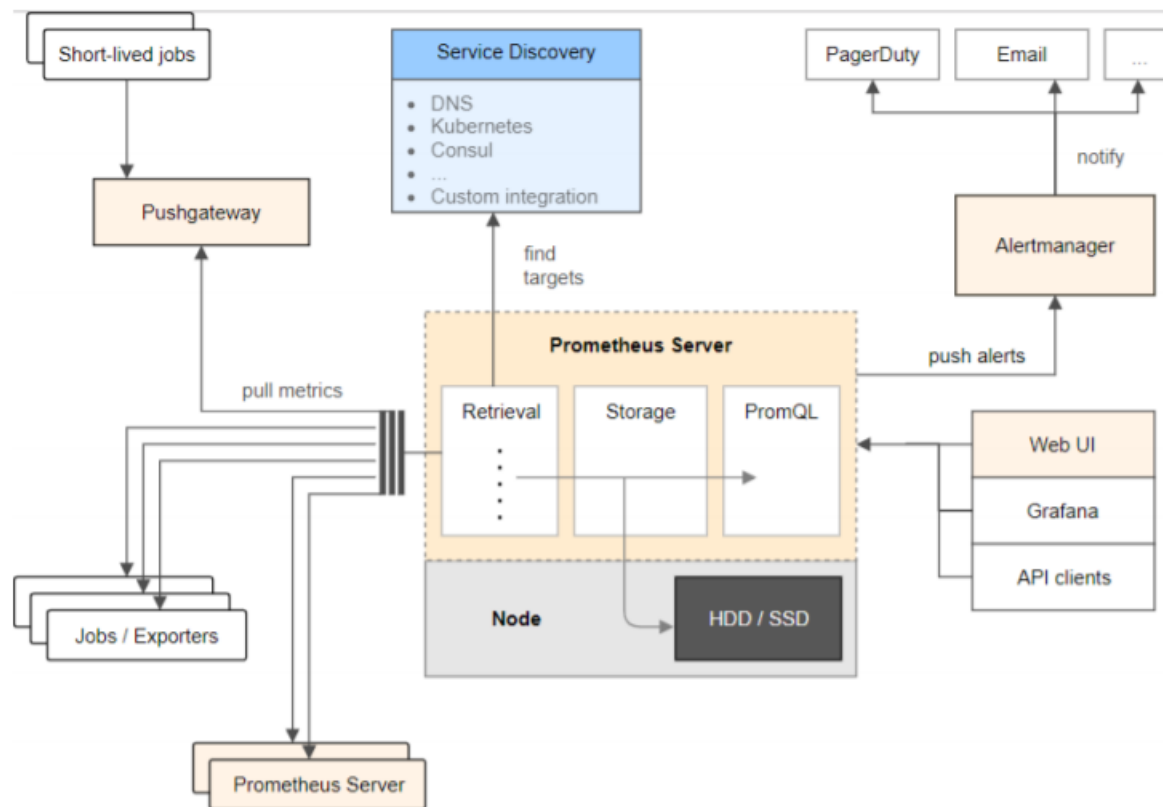 Short-lived jobs
Service Discovery
• DNS
• Kubernetes
• Consul
• ...
• Custom integration
PagerDuty
Email
...
notify
Pushgateway
Alertmanager
find
targets
Prometheus Server
push alerts
pull metrics
Retrieval
Storage
PromQL
Web UI
Grafana
API clients
Node
HDD / SSD
Jobs / Exporters
Prometheus Server